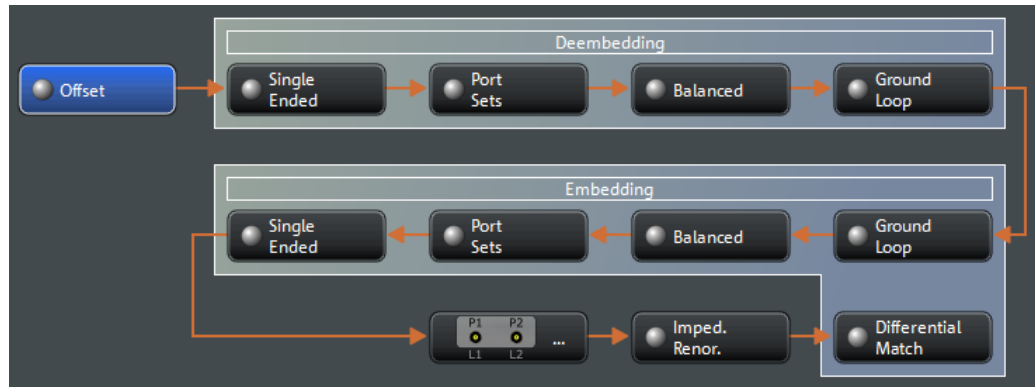 Deembedding
Offset
Single
Ended
Port
Sets
Balanced
Ground
Loop
Embedding
Single
Ended
Port
Sets
Balanced
Ground
Loop
P1 P2
L1 L2
...
Imped.
Renor.
Differential
Match